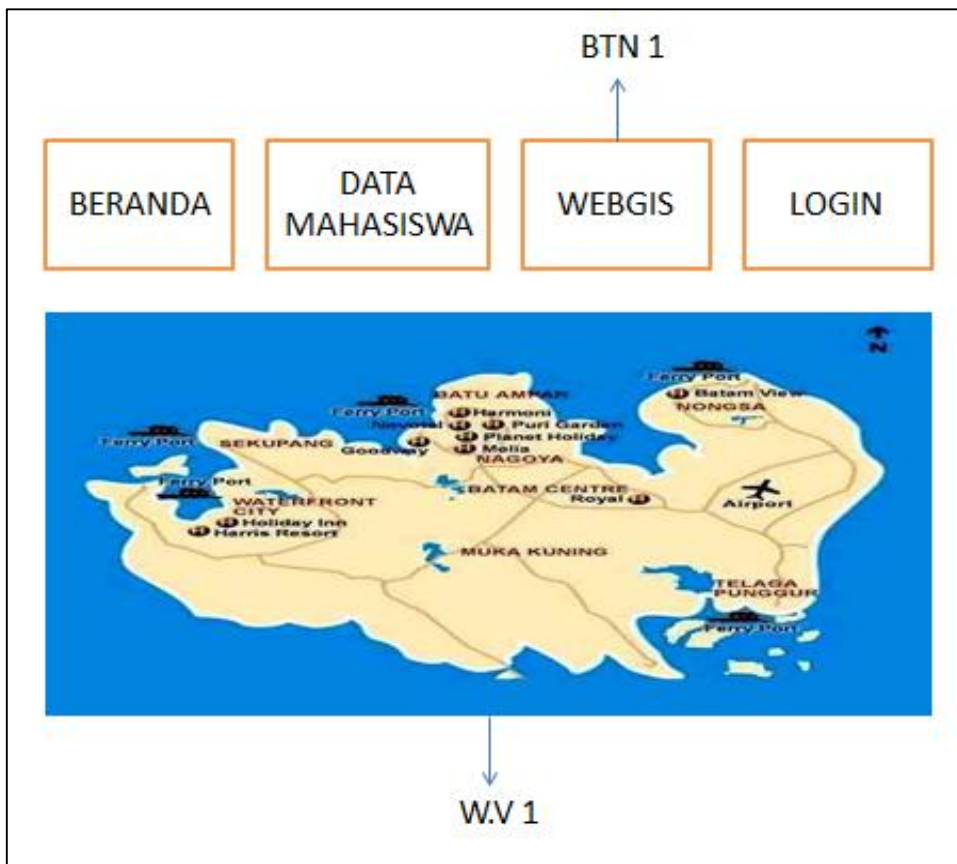 BTN 1
BERANDA
DATA
MAHASISWA
WEBGIS
LOGIN
N
Ferry Port
Batam View
NONGSA
BATU AMPAR
Ferry Port
Harmoni
Novotel
Puri Garden
Planet Holiday
Goodway
Melia
NAGOYA
Ferry Port
SEKUPANG
Ferry Port
WATERFRONT
CITY
Holiday Inn
Harris Resort
BATAM CENTRE
Royal
Airport
MUKA KUNING
TELAGA
PUNGGUR
Ferry Port
W.V 1